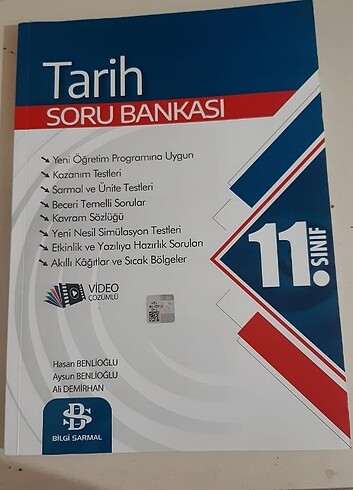 Tarih
SORU BANKASI
Yeni Öğretim Programına Uygun
Kazanım Testleri
Sarmal ve Ünite Testleri
Beceri Temelli Sorular
Kavram Sözlüğü
Yeni Nesil Simülasyon Testleri
Etkinlik ve Yazılıya Hazırlık Soruları
Akıllı Kâğıtlar ve Sıcak Bölgeler
11. SINIF
VİDEO
ÇÖZÜMLÜ
Hasan BENLİOĞLU
Aysun BENLİOĞLU
Ali DEMİRHAN
BS
BİLGİ SARMAL